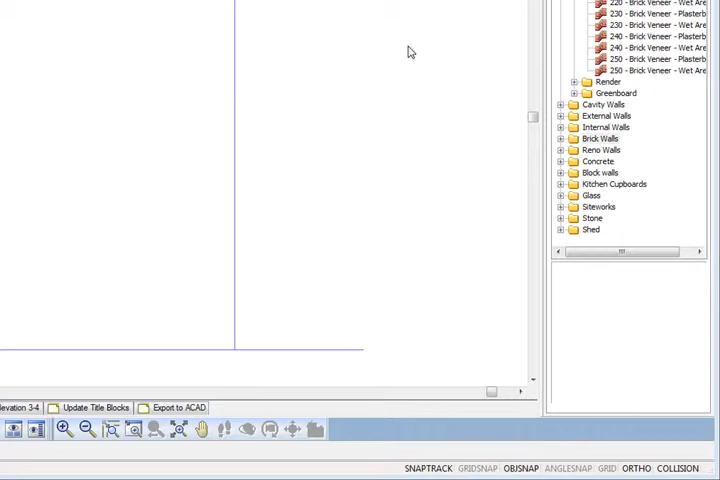 220 - Brick Veneer - Wet Are
230 - Brick Veneer - Plasterb
230 - Brick Veneer - Wet Are
240 - Brick Veneer - Plasterb
240 - Brick Veneer - Wet Are
250 - Brick Veneer - Plasterb
250 - Brick Veneer - Wet Are
Render
Greenboard
Cavity Walls
External Walls
Internal Walls
Brick Walls
Reno Walls
Concrete
Block walls
Kitchen Cupboards
Glass
Siteworks
Stone
Shed
levation 3-4 Update Title Blocks Export to ACAD
SNAPTRACK GRIDSNAP OBJSNAP ANGLESNAP GRID ORTHO COLLISION